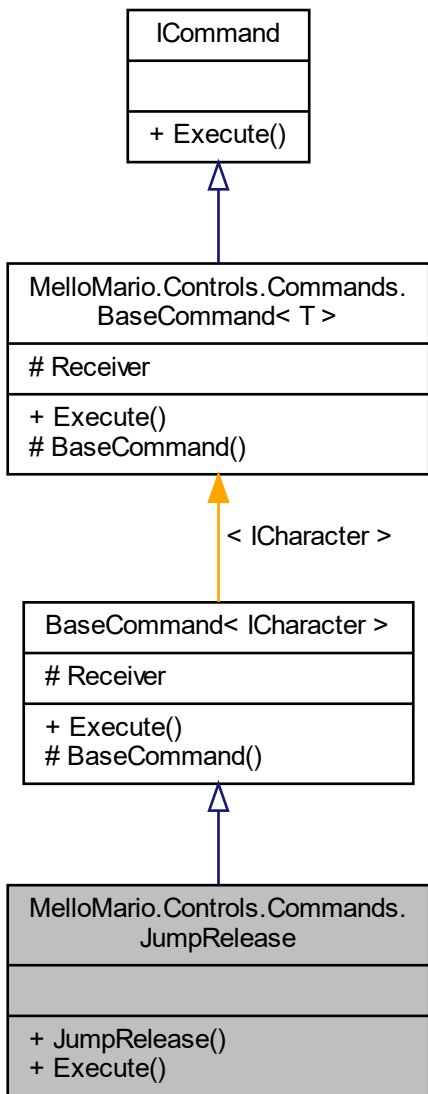 ICommand
+ Execute()
MelloMario.Controls.Commands.
BaseCommand< T >
# Receiver
+ Execute()
# BaseCommand()
< ICharacter >
BaseCommand< ICharacter >
# Receiver
+ Execute()
# BaseCommand()
MelloMario.Controls.Commands.
JumpRelease
+ JumpRelease()
+ Execute()